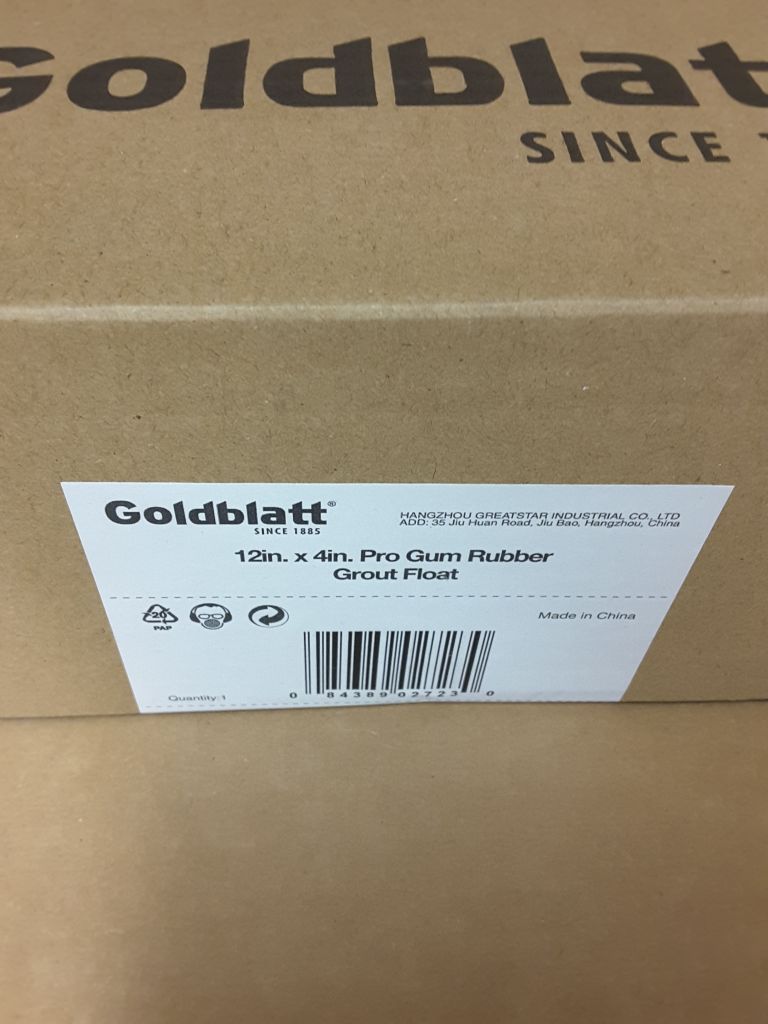 Goldblatt
SINCE
Goldblatt®
SINCE 1885
HANGZHOU GREATSTAR INDUSTRIAL CO., LTD
ADD: 35 Jiu Huan Road, Jiu Bao, Hangzhou, China
12in. x 4in. Pro Gum Rubber
Grout Float
20
PAP
Made in China
Quantity:1
0 84389 02723 0